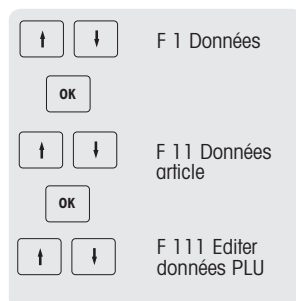 F 1 Données
OK
F 11 Données
article
OK
F 111 Editer
données PLU